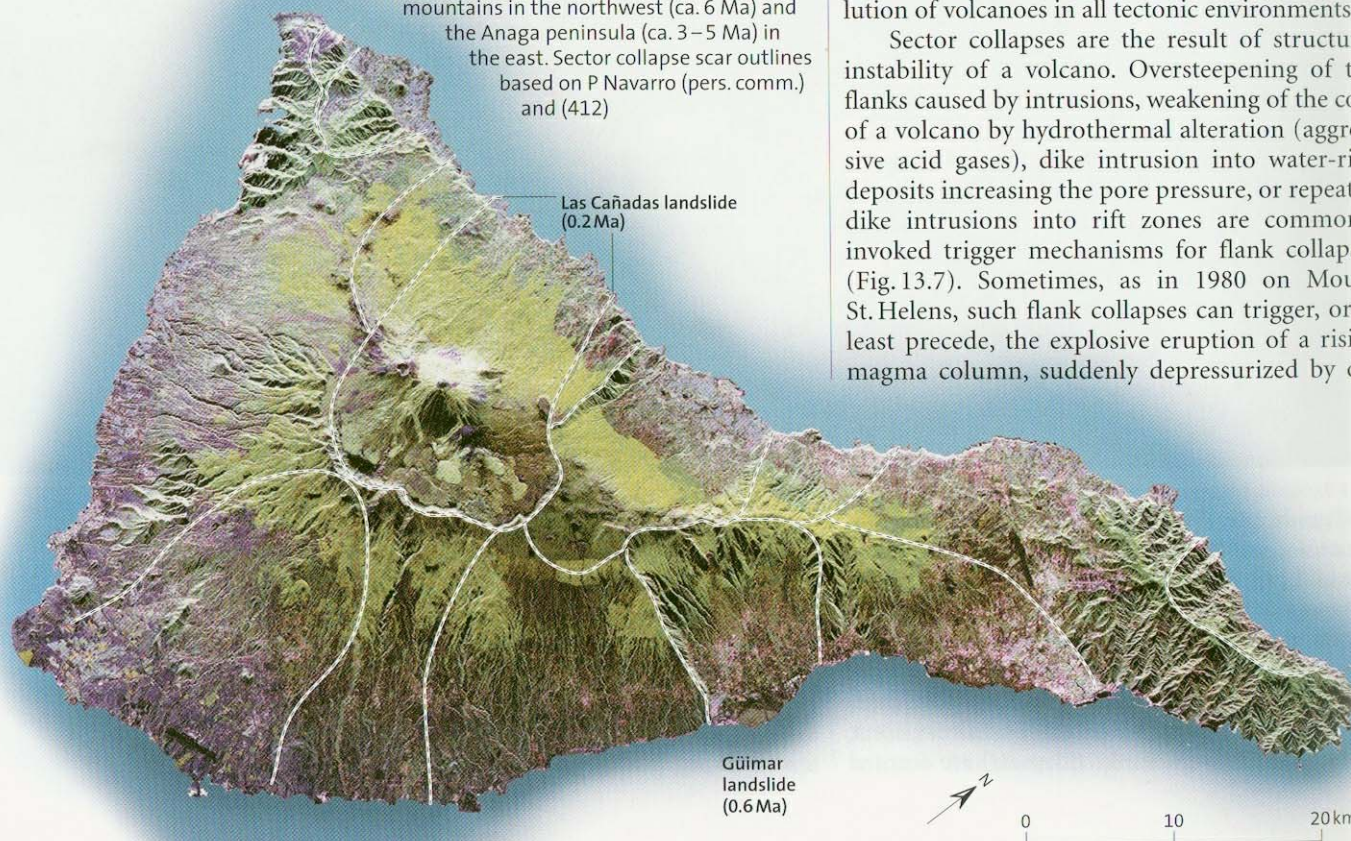 mountains in the northwest (ca. 6 Ma) and
the Anaga peninsula (ca. 3–5 Ma) in
the east. Sector collapse scar outlines
based on P Navarro (pers. comm.)
and (412)
lution of volcanoes in all tectonic environments
Sector collapses are the result of structu
instability of a volcano. Oversteepening of t
flanks caused by intrusions, weakening of the co
of a volcano by hydrothermal alteration (aggre
sive acid gases), dike intrusion into water-ri
deposits increasing the pore pressure, or repeat
dike intrusions into rift zones are common
invoked trigger mechanisms for flank collap
(Fig. 13.7). Sometimes, as in 1980 on Mou
St. Helens, such flank collapses can trigger, or
least precede, the explosive eruption of a risi
magma column, suddenly depressurized by
Las Cañadas landslide
(0.2 Ma)
Güimar
landslide
(0.6 Ma)
N
0 10 20 km